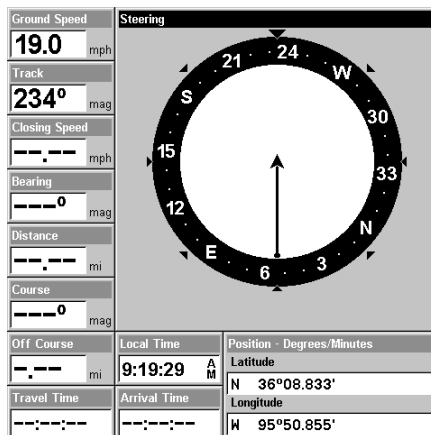 Ground Speed
19.0 mph
Track
234º mag
Closing Speed
--.-- mph
Bearing
---º mag
Distance
--.-- mi
Course
---º mag
Off Course
-.-- mi
Travel Time
--:--:--
Steering
24
W
30
33
N
3
6
E
12
15
S
21
Local Time
9:19:29 AM
Arrival Time
--:--:--
Position - Degrees/Minutes
Latitude
N 36º08.833'
Longitude
W 95º50.855'